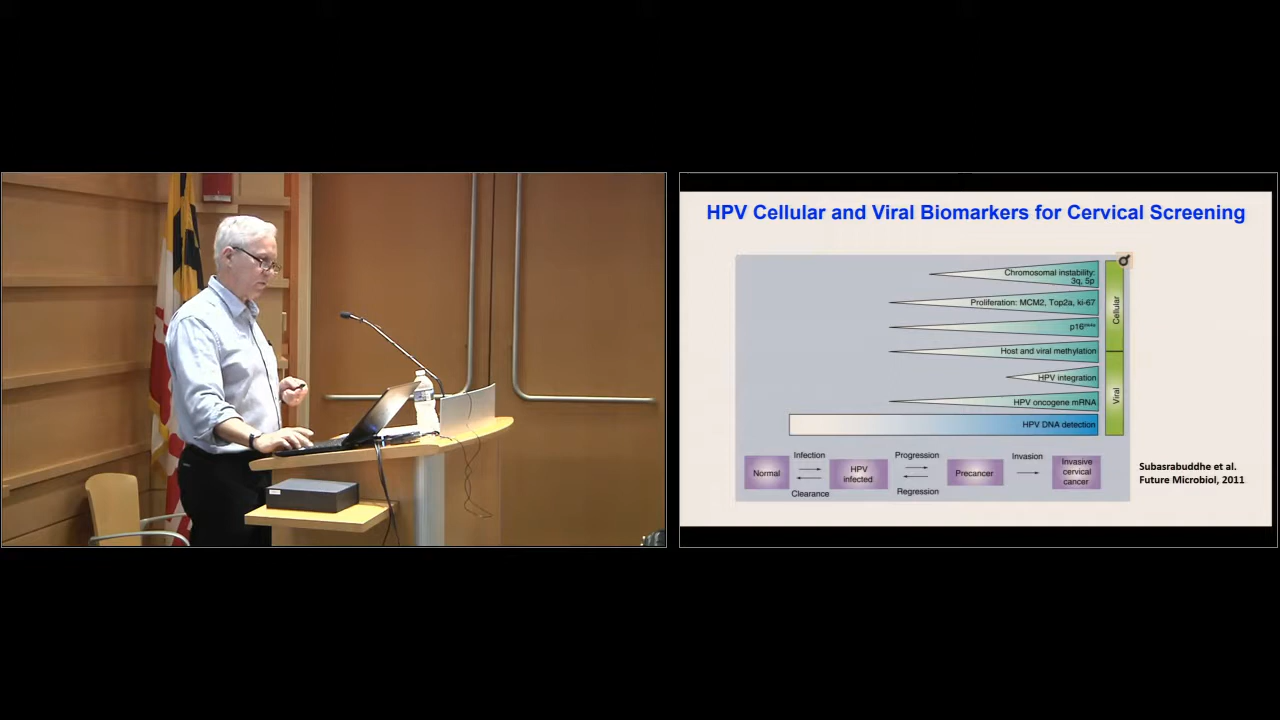 HPV Cellular and Viral Biomarkers for Cervical Screening
Chromosomal instability:
3q, 5p
Proliferation: MCM2, Top2a, ki-67
p16
Host and viral methylation
HPV integration
HPV oncogene mRNA
HPV DNA detection
Cellular
Viral
Normal
Infection
Clearance
HPV
infected
Progression
Regression
Precancer
Invasion
Invasive
cervical
cancer
Subasrabuddhe et al.
Future Microbiol, 2011